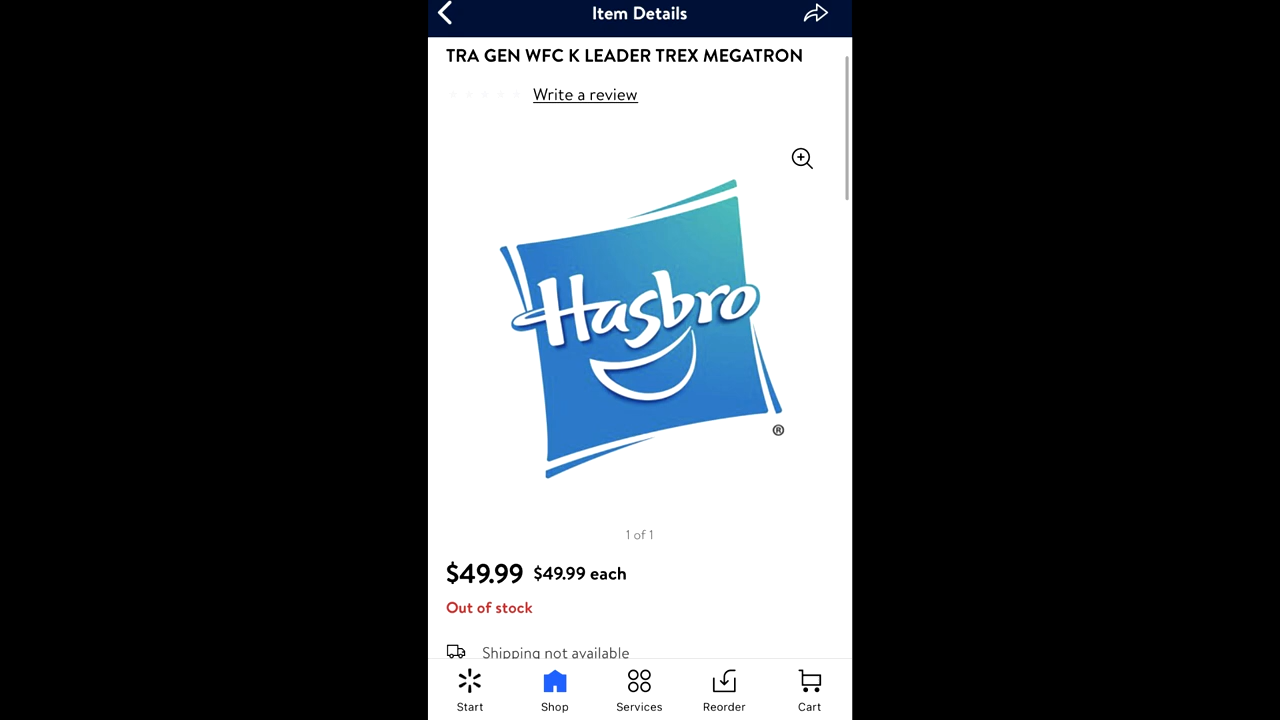 Item Details
TRA GEN WFC K LEADER TREX MEGATRON
Write a review
Hasbro
®
1 of 1
$49.99 $49.99 each
Out of stock
Shipping not available
Start Shop Services Reorder Cart